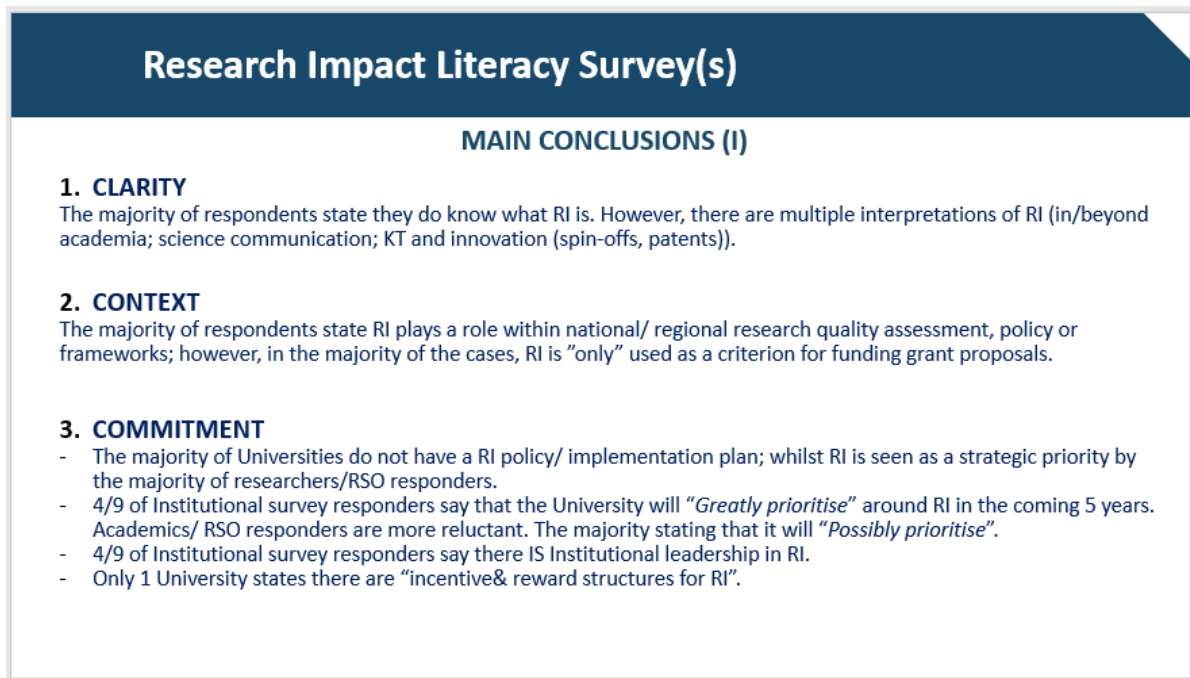 Research Impact Literacy Survey(s)
MAIN CONCLUSIONS (I)
1. CLARITY
The majority of respondents state they do know what RI is. However, there are multiple interpretations of RI (in/beyond
academia; science communication; KT and innovation (spin-offs, patents)).
2. CONTEXT
The majority of respondents state RI plays a role within national/ regional research quality assessment, policy or
frameworks; however, in the majority of the cases, RI is ”only” used as a criterion for funding grant proposals.
3. COMMITMENT
- The majority of Universities do not have a RI policy/ implementation plan; whilst RI is seen as a strategic priority by
the majority of researchers/RSO responders.
- 4/9 of Institutional survey responders say that the University will “Greatly prioritise” around RI in the coming 5 years.
Academics/ RSO responders are more reluctant. The majority stating that it will “Possibly prioritise”.
- 4/9 of Institutional survey responders say there IS Institutional leadership in RI.
- Only 1 University states there are “incentive& reward structures for RI”.